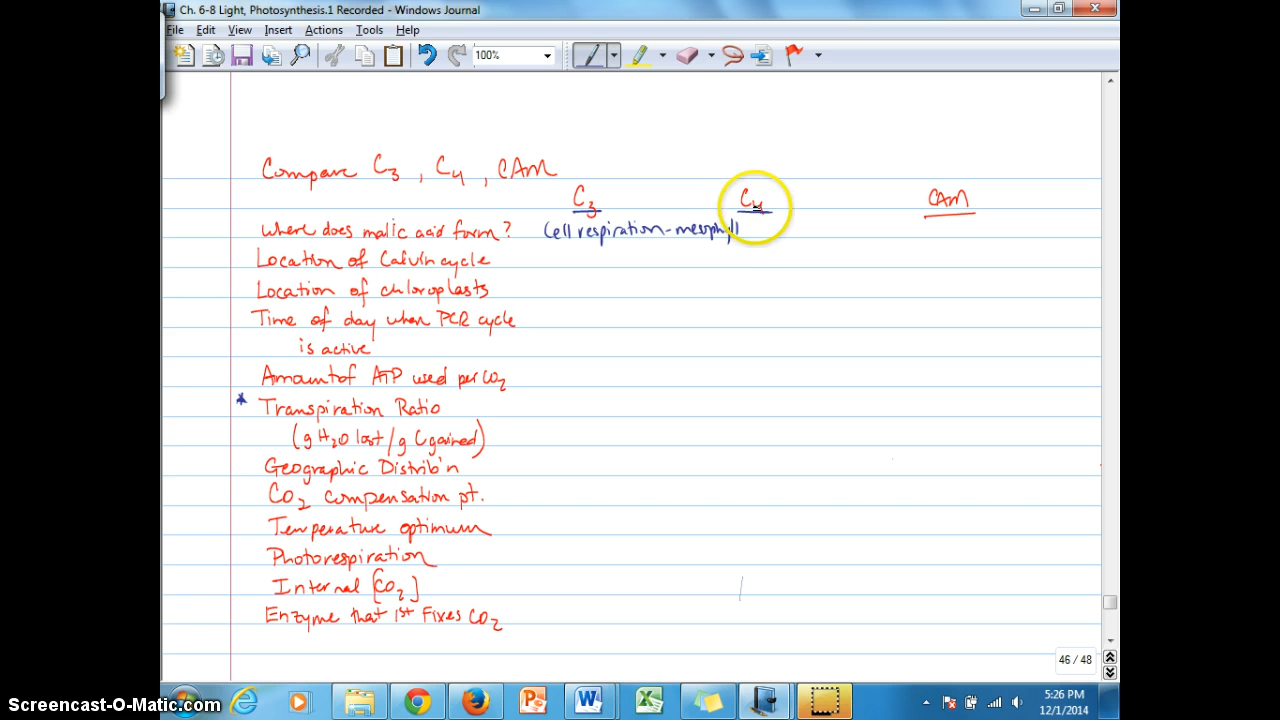 Ch. 6-8 Light, Photosynthesis.1 Recorded - Windows Journal
File Edit View Insert Actions Tools Help
100%
Compare C3, C4, CAM
C3 C4 CAM
Where does malic acid form? Cell respiration - mesophyll
Location of Calvin cycle
Location of chloroplasts
Time of day when PCR cycle
is active
Amount of ATP used per CO2
* Transpiration Ratio
(g H2O lost / g C gained)
Geographic Distrib'n
CO2 compensation pt.
Temperature optimum
Photorespiration
Internal [CO2]
Enzyme that 1st Fixes CO2
46 / 48
5:26 PM
12/1/2014
Screencast-O-Matic.com